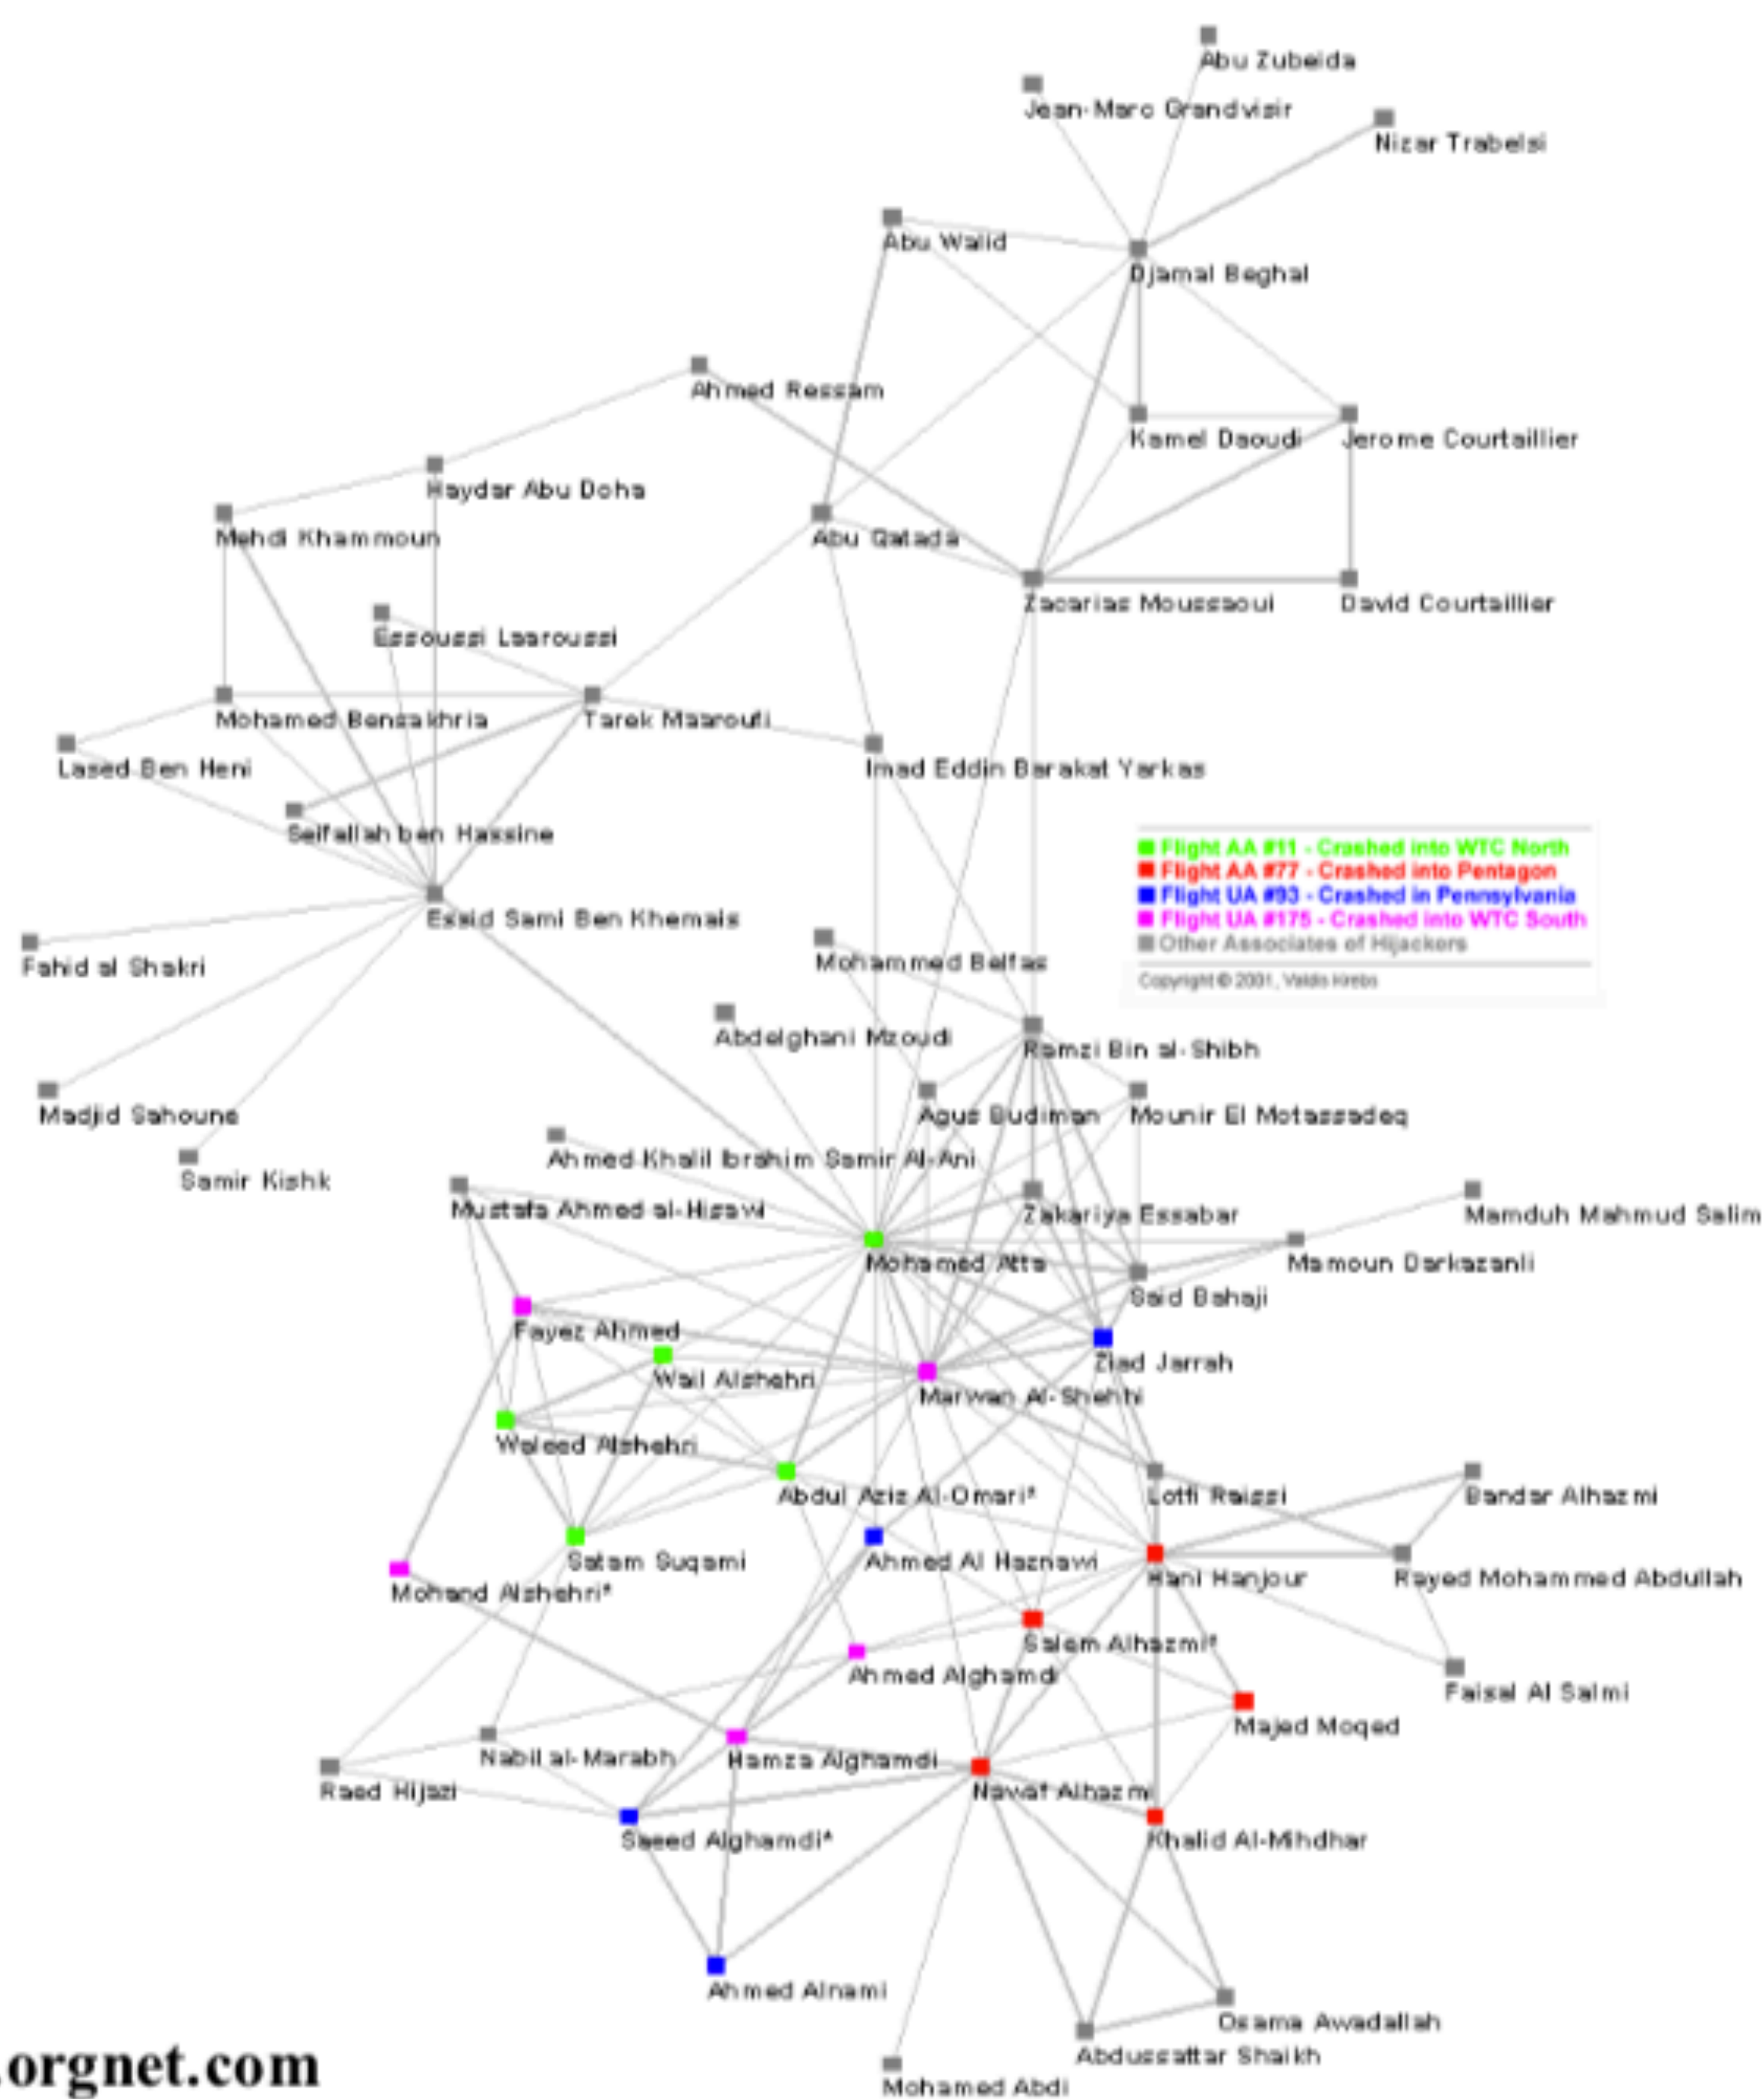 Abu Zubeida
Jean-Marc Grandvisir
Nizar Trabelsi
Abu Walid
Djamal Beghal
Ahmed Ressam
Kamel Daoudi
Jerome Courtaillier
Haydar Abu Doha
Mehdi Khammoun
Abu Qatada
Zacarias Moussaoui
David Courtaillier
Essoussi Laaroussi
Mohamed Bensakhria
Tarek Maaroufi
Lased Ben Heni
Imad Eddin Barakat Yarkas
Seifallah ben Hassine
Flight AA #11 - Crashed into WTC North
Flight AA #77 - Crashed into Pentagon
Flight UA #93 - Crashed in Pennsylvania
Flight UA #175 - Crashed into WTC South
Other Associates of Hijackers
Copyright © 2001, Valdis Krebs
Essid Sami Ben Khemais
Fahid al Shakri
Mohammed Belfas
Abdelghani Mzoudi
Ramzi Bin al-Shibh
Madjid Sahoune
Agus Budiman
Mounir El Motassadeq
Samir Kishk
Ahmed Khalil Ibrahim Samir Al-Ani
Mustafa Ahmed al-Hisawi
Zakariya Essabar
Mamduh Mahmud Salim
Mohamed Atta
Mamoun Darkazanli
Said Bahaji
Fayez Ahmed
Ziad Jarrah
Wail Alshehri
Marwan Al-Shehhi
Waleed Alshehri
Abdul Aziz Al-Omari*
Lotfi Raissi
Bandar Alhazmi
Satam Suqami
Ahmed Al Haznawi
Hani Hanjour
Rayed Mohammed Abdullah
Mohand Alshehri*
Salem Alhazmi*
Ahmed Alghamdi
Faisal Al Salmi
Majed Moqed
Nabil al-Marabh
Hamza Alghamdi
Raed Hijazi
Nawaf Alhazmi
Saeed Alghamdi*
Khalid Al-Mihdhar
Ahmed Alnami
Osama Awadallah
Abdussattar Shaikh
Mohamed Abdi
.orgnet.com